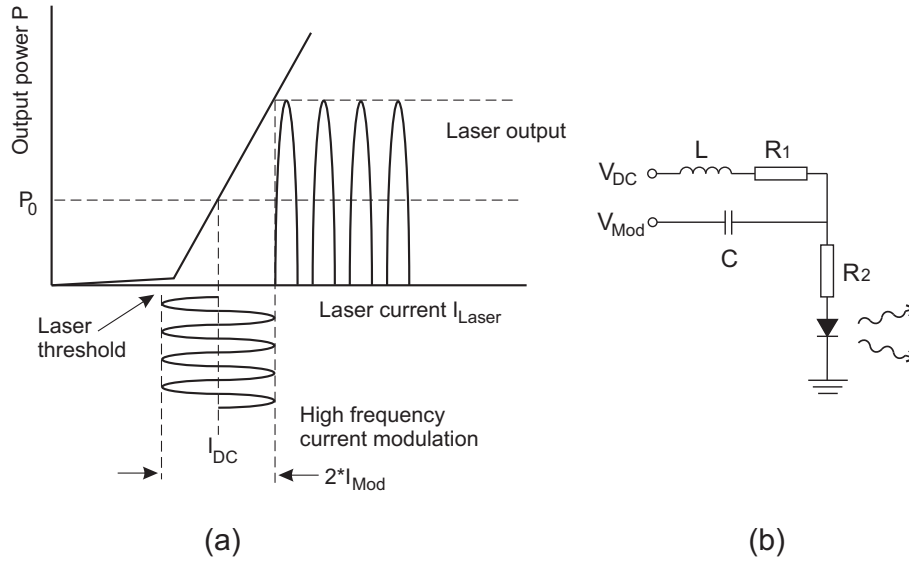 Output power P
P0
Laser output
Laser current ILaser
Laser
threshold
High frequency
current modulation
IDC
2*IMod
(a)
L
R1
VDC
VMod
C
R2
(b)